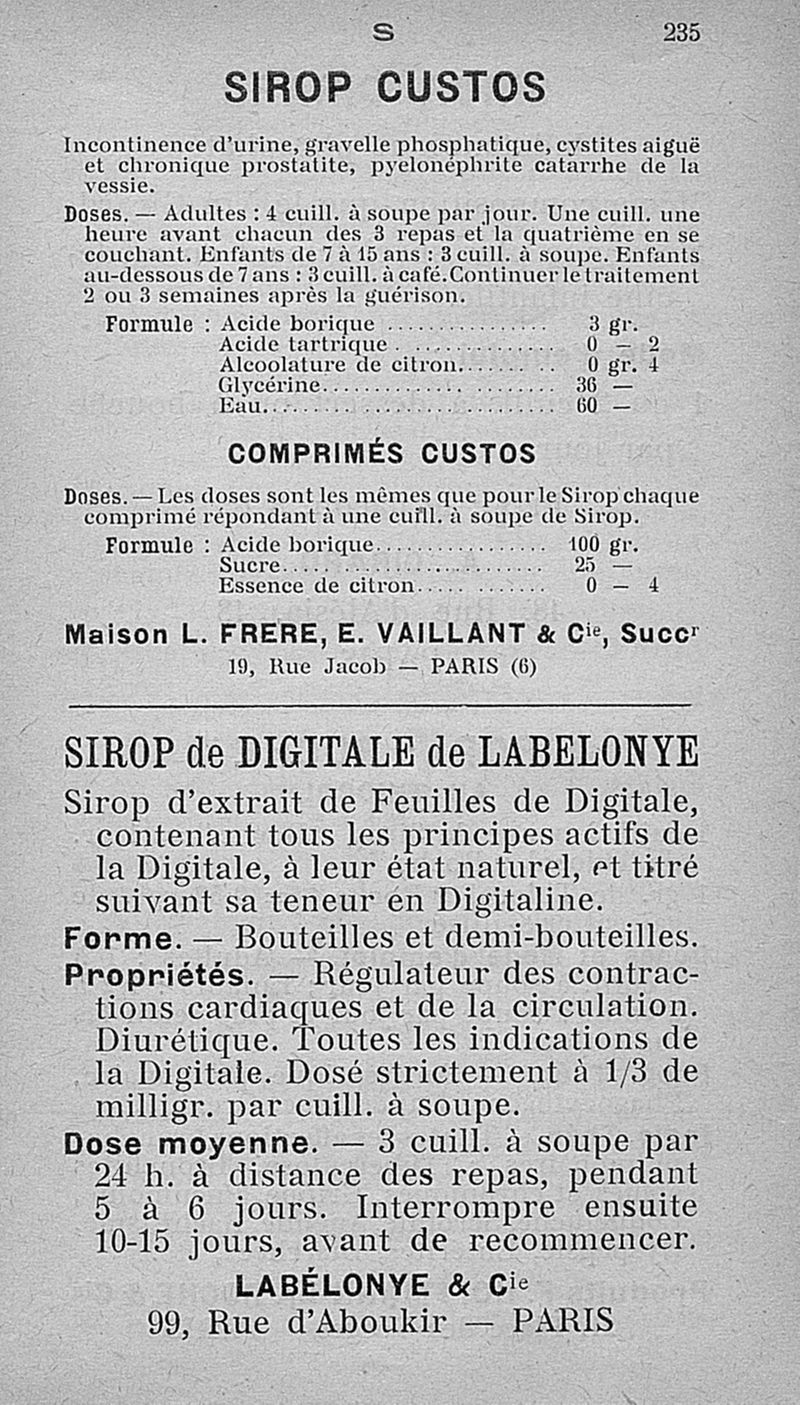 S 235
SIROP CUSTOS
Incontinence d'urine, gravelle phosphatique, cystites aiguë
et chronique prostatite, pyelonéphrite catarrhe de la
vessie.
Doses. — Adultes : 4 cuill. à soupe par jour. Une cuill. une
heure avant chacun des 3 repas et la quatrième en se
couchant. Enfants de 7 à 15 ans : 3 cuill. à soupe. Enfants
au-dessous de 7 ans : 3 cuill. à café. Continuer le traitement
2 ou 3 semaines après la guérison.
Formule : Acide borique ................ 3 gr.
Acide tartrique . ............... 0 — 2
Alcoolature de citron.......... 0 gr. 4
Glycérine....................... 36 —
Eau.............................. 60 —
COMPRIMÉS CUSTOS
Doses. — Les doses sont les mêmes que pour le Sirop chaque
comprimé répondant à une cuill. à soupe de Sirop.
Formule : Acide borique.................. 100 gr.
Sucre........................... 25 —
Essence de citron............. 0 — 4
Maison L. FRERE, E. VAILLANT & Cie, Succr
19, Rue Jacob — PARIS (6)
SIROP de DIGITALE de LABELONYE
Sirop d'extrait de Feuilles de Digitale,
contenant tous les principes actifs de
la Digitale, à leur état naturel, et titré
suivant sa teneur en Digitaline.
Forme. — Bouteilles et demi-bouteilles.
Propriétés. — Régulateur des contrac-
tions cardiaques et de la circulation.
Diurétique. Toutes les indications de
la Digitale. Dosé strictement à 1/3 de
milligr. par cuill. à soupe.
Dose moyenne. — 3 cuill. à soupe par
24 h. à distance des repas, pendant
5 à 6 jours. Interrompre ensuite
10-15 jours, avant de recommencer.
LABÉLONYE & Cie
99, Rue d'Aboukir — PARIS